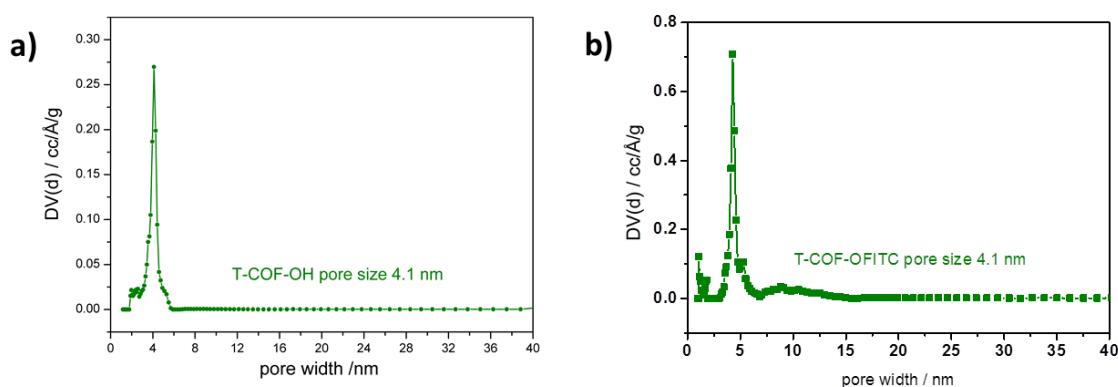 a)
DV(d) / cc/Å/g
0.30
0.25
0.20
0.15
0.10
0.05
0.00
T-COF-OH pore size 4.1 nm
0 4 8 12 16 20 24 28 32 36 40
pore width /nm
b)
DV(d) / cc/Å/g
0.8
0.6
0.4
0.2
0.0
T-COF-OFITC pore size 4.1 nm
0 5 10 15 20 25 30 35 40
pore width / nm